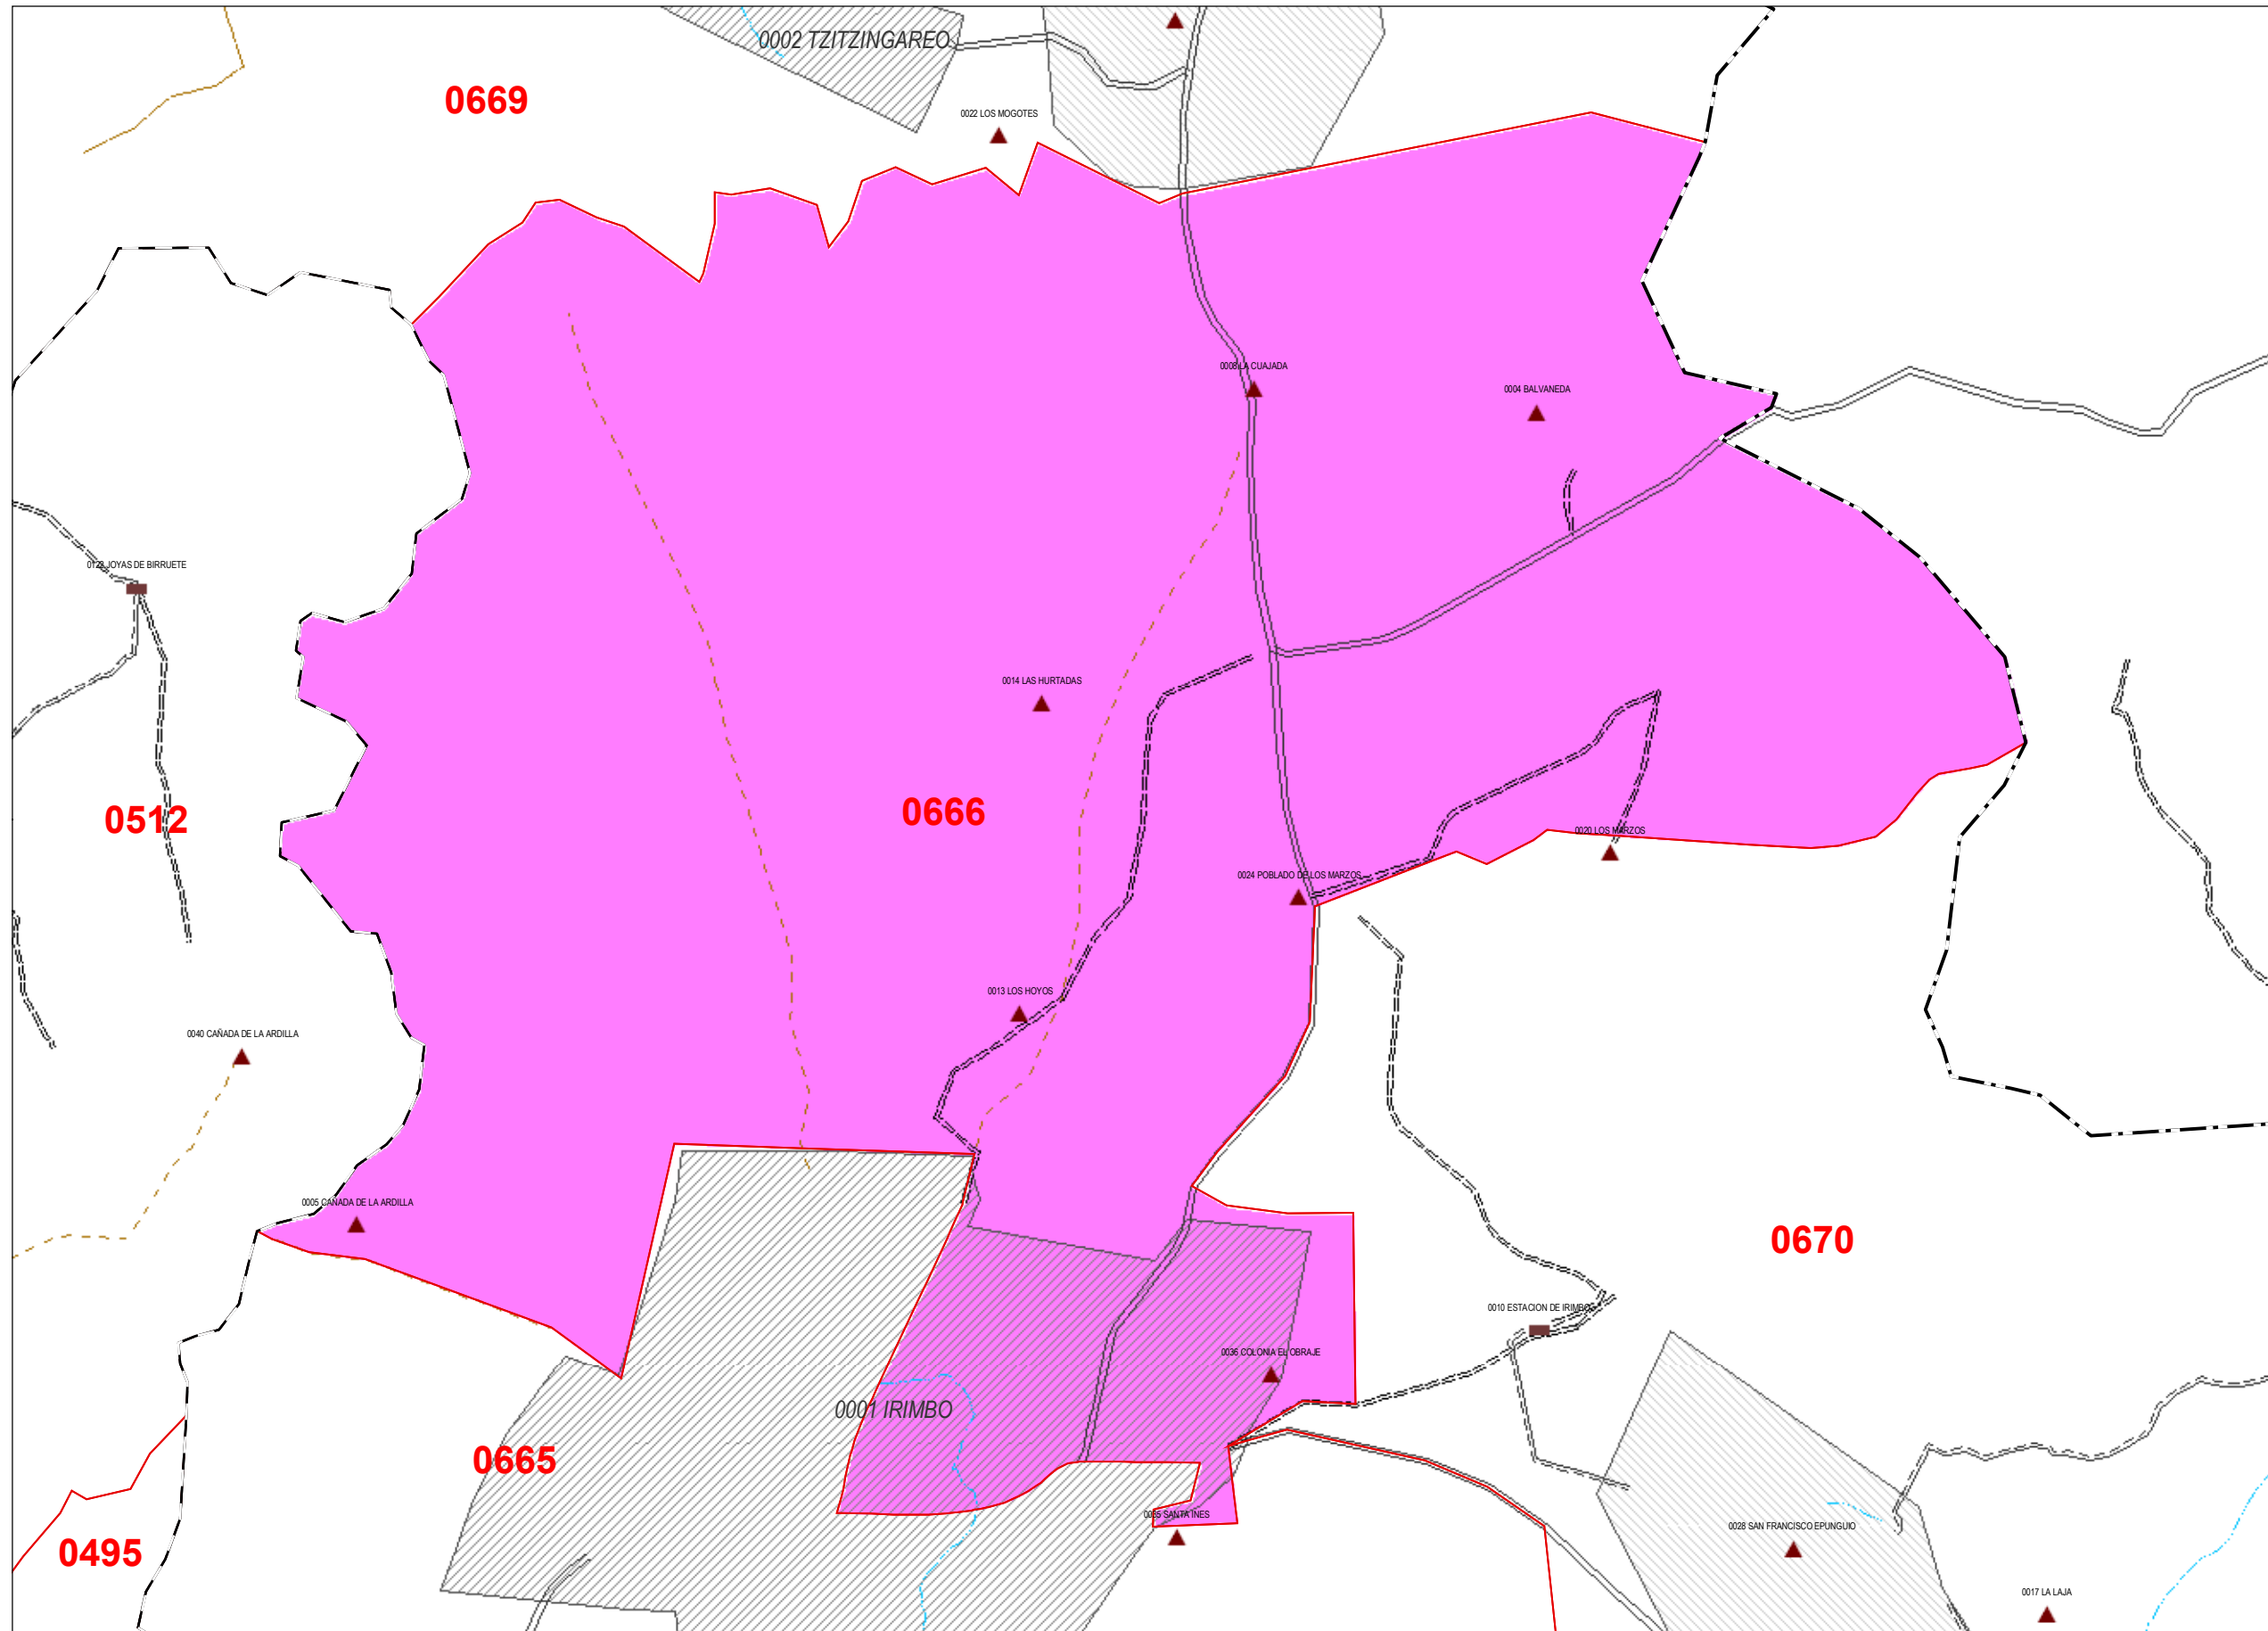 0002 TZITZINGAREO
0669
0022 LOS MOGOTES
0008 LA CUAJADA
0004 BALVANEDA
0123 JOYAS DE BIRRUETE
0014 LAS HURTADAS
0666
0512
0020 LOS MARZOS
0024 POBLADO DE LOS MARZOS
0013 LOS HOYOS
0040 CAÑADA DE LA ARDILLA
0005 CAÑADA DE LA ARDILLA
0670
0010 ESTACION DE IRIMBO
0036 COLONIA EL OBRAJE
0001 IRIMBO
0665
0035 SANTA INES
0028 SAN FRANCISCO EPUNGUIO
0495
0017 LA LAJA